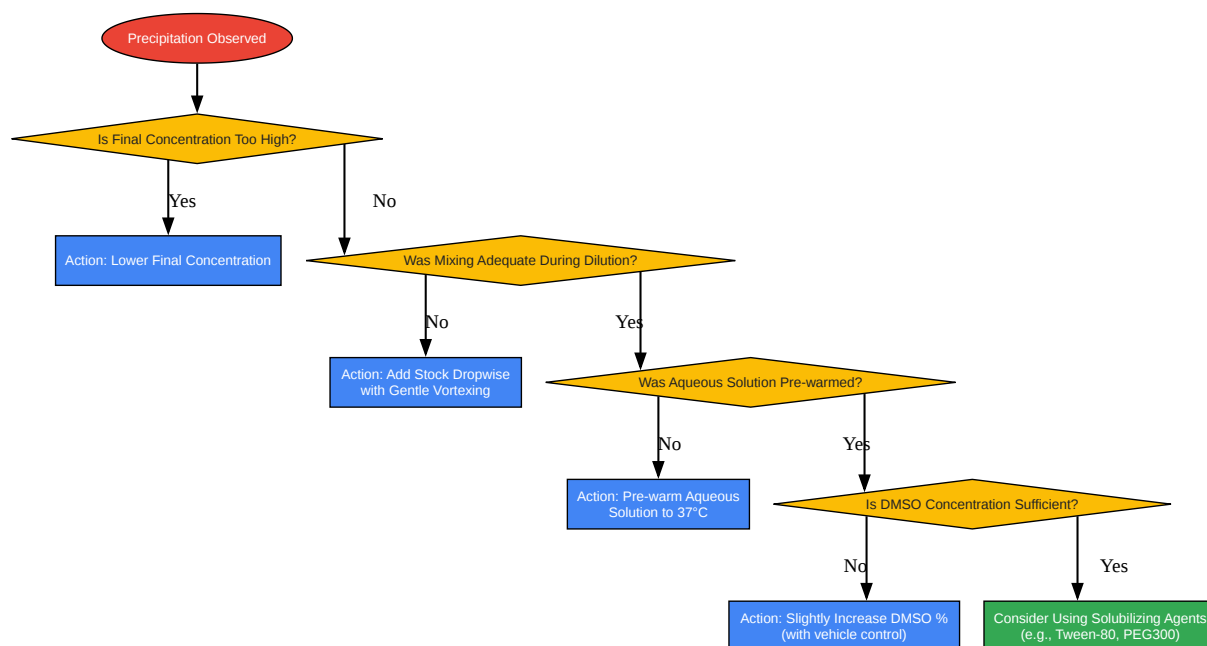 Precipitation Observed
Is Final Concentration Too High?
Yes
No
Action: Lower Final Concentration
Was Mixing Adequate During Dilution?
No
Yes
Action: Add Stock Dropwise
with Gentle Vortexing
Was Aqueous Solution Pre-warmed?
No
Yes
Action: Pre-warm Aqueous
Solution to 37°C
Is DMSO Concentration Sufficient?
No
Yes
Action: Slightly Increase DMSO %
(with vehicle control)
Consider Using Solubilizing Agents
(e.g., Tween-80, PEG300)